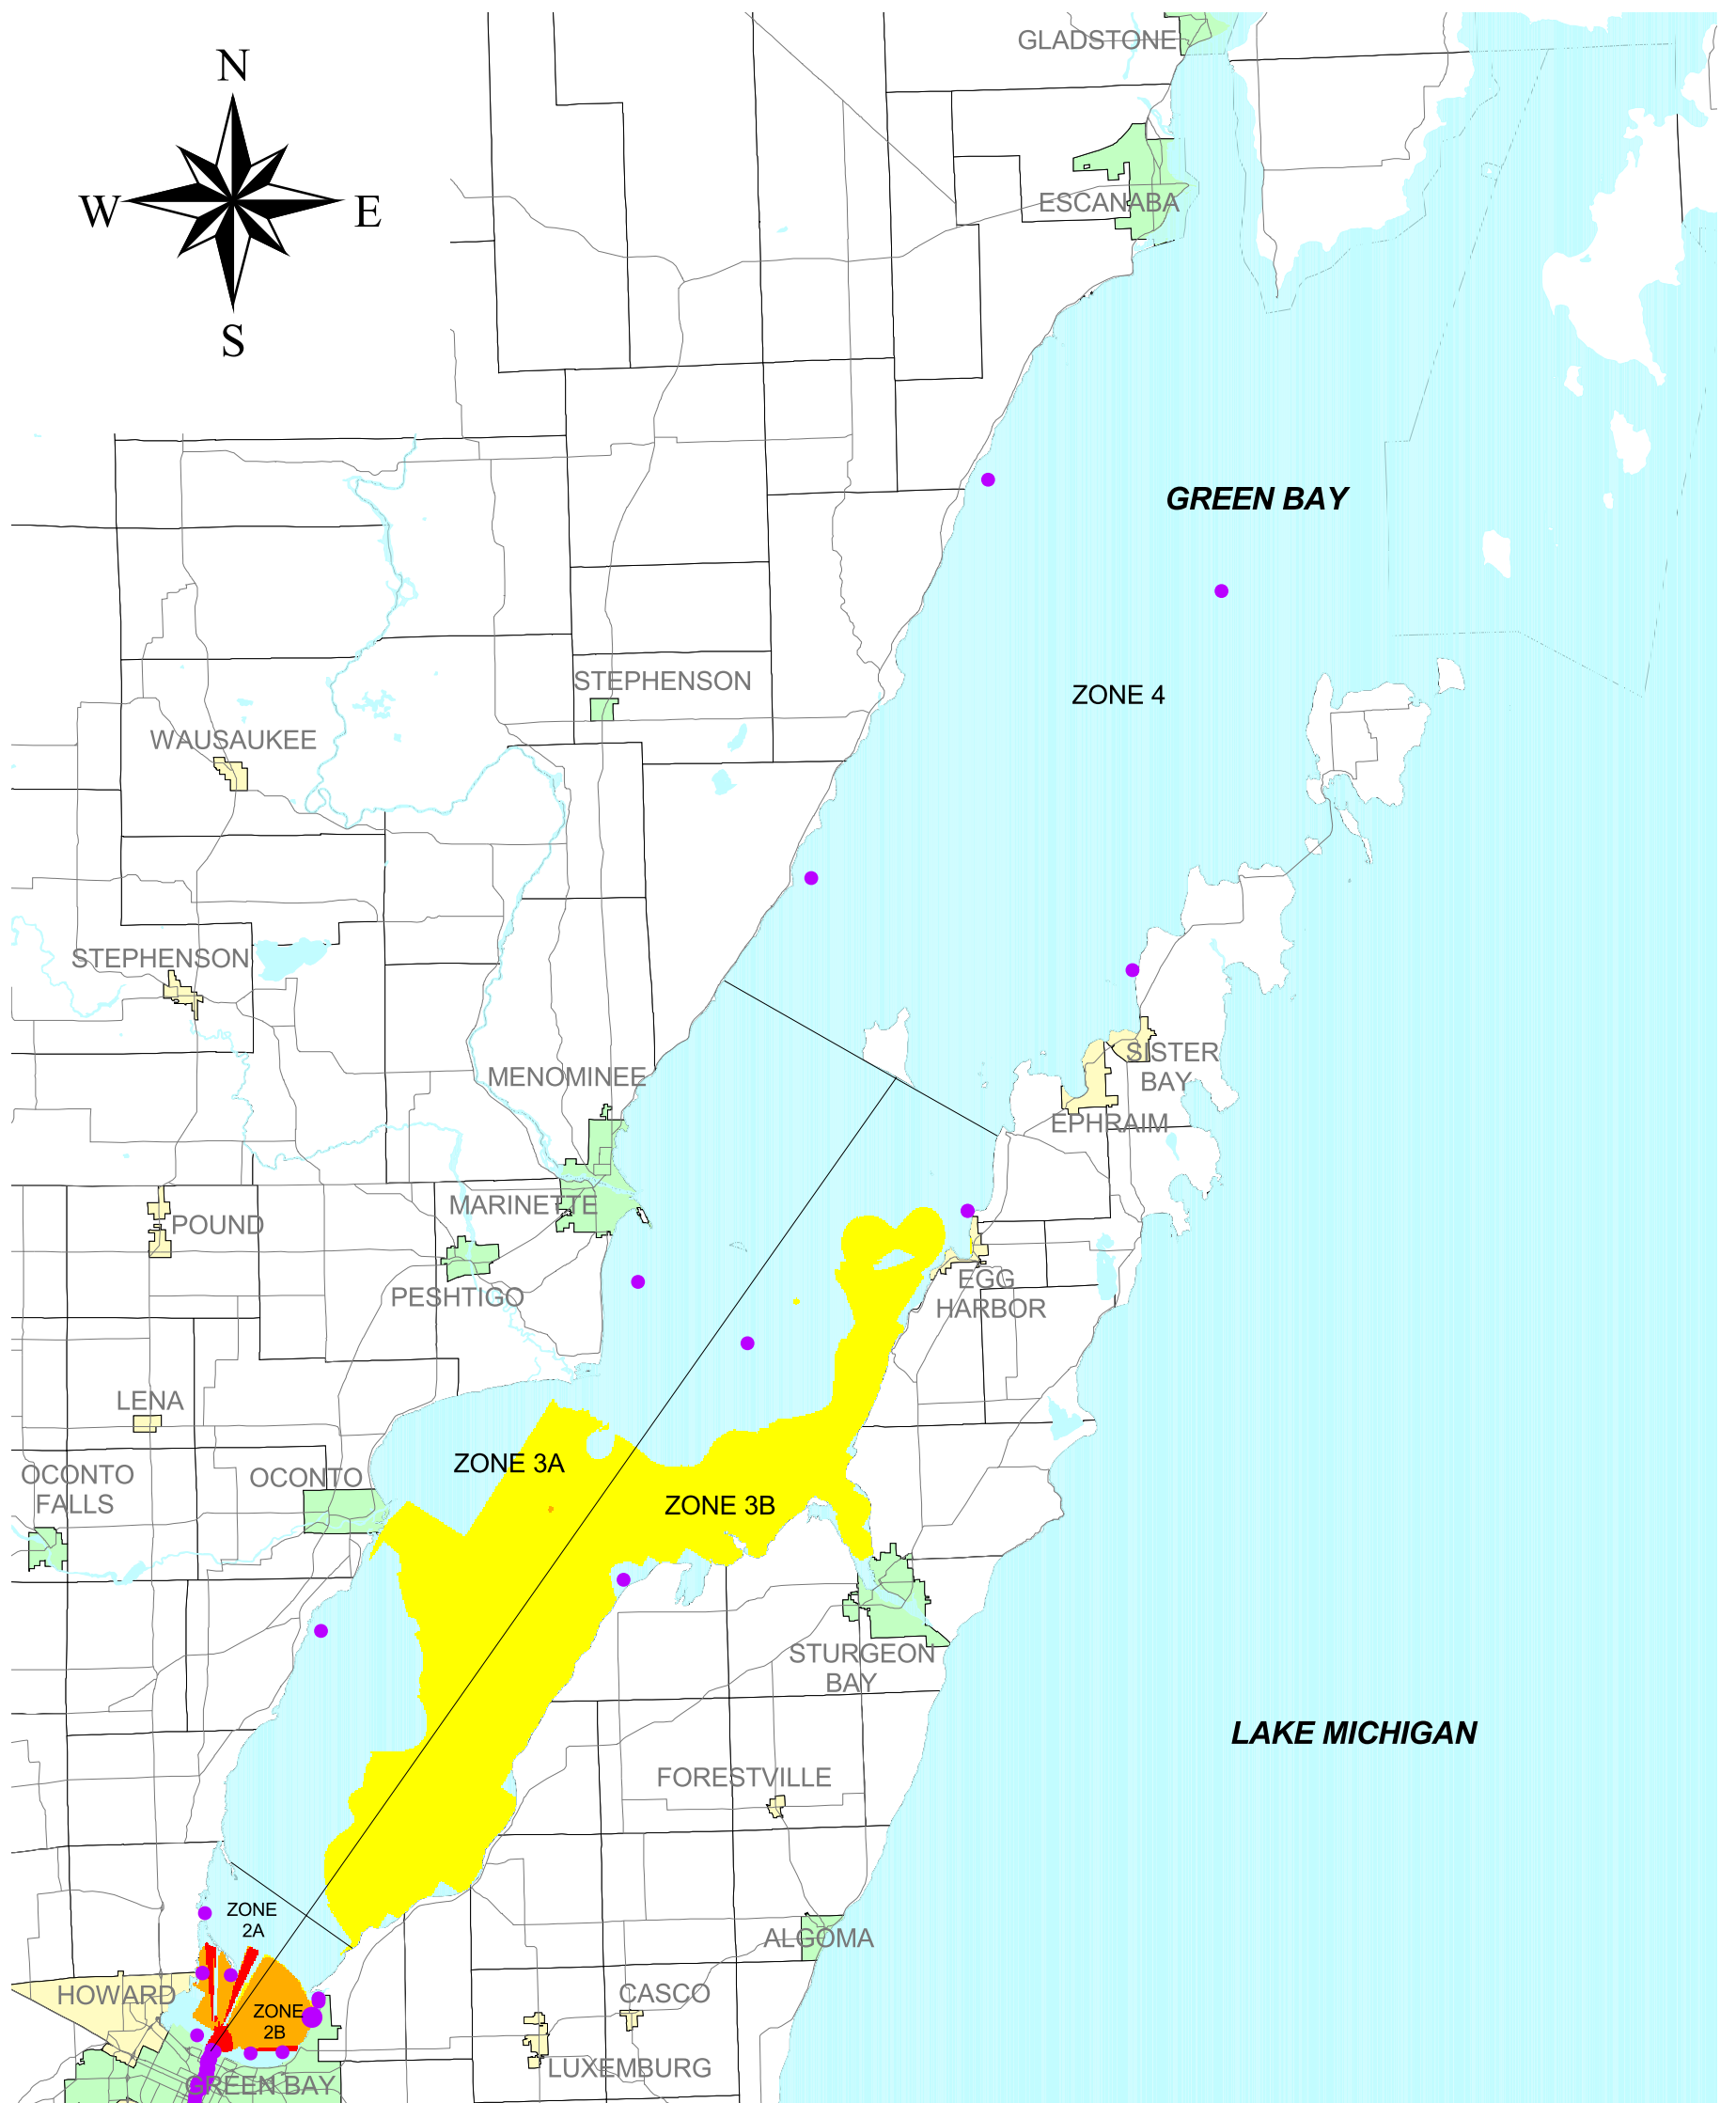 GLADSTONE
N
W
E
S
ESCANABA
GREEN BAY
STEPHENSON
ZONE 4
WAUSAUKEE
STEPHENSON
SISTER
BAY
MENOMINEE
EPHRAIM
MARINETTE
POUND
PESHTIGO
EGG
HARBOR
LENA
ZONE 3A
OCONTO
FALLS
OCONTO
ZONE 3B
STURGEON
BAY
LAKE MICHIGAN
FORESTVILLE
ZONE
2A
ALGOMA
HOWARD
CASCO
ZONE
2B
LUXEMBURG
GREEN BAY